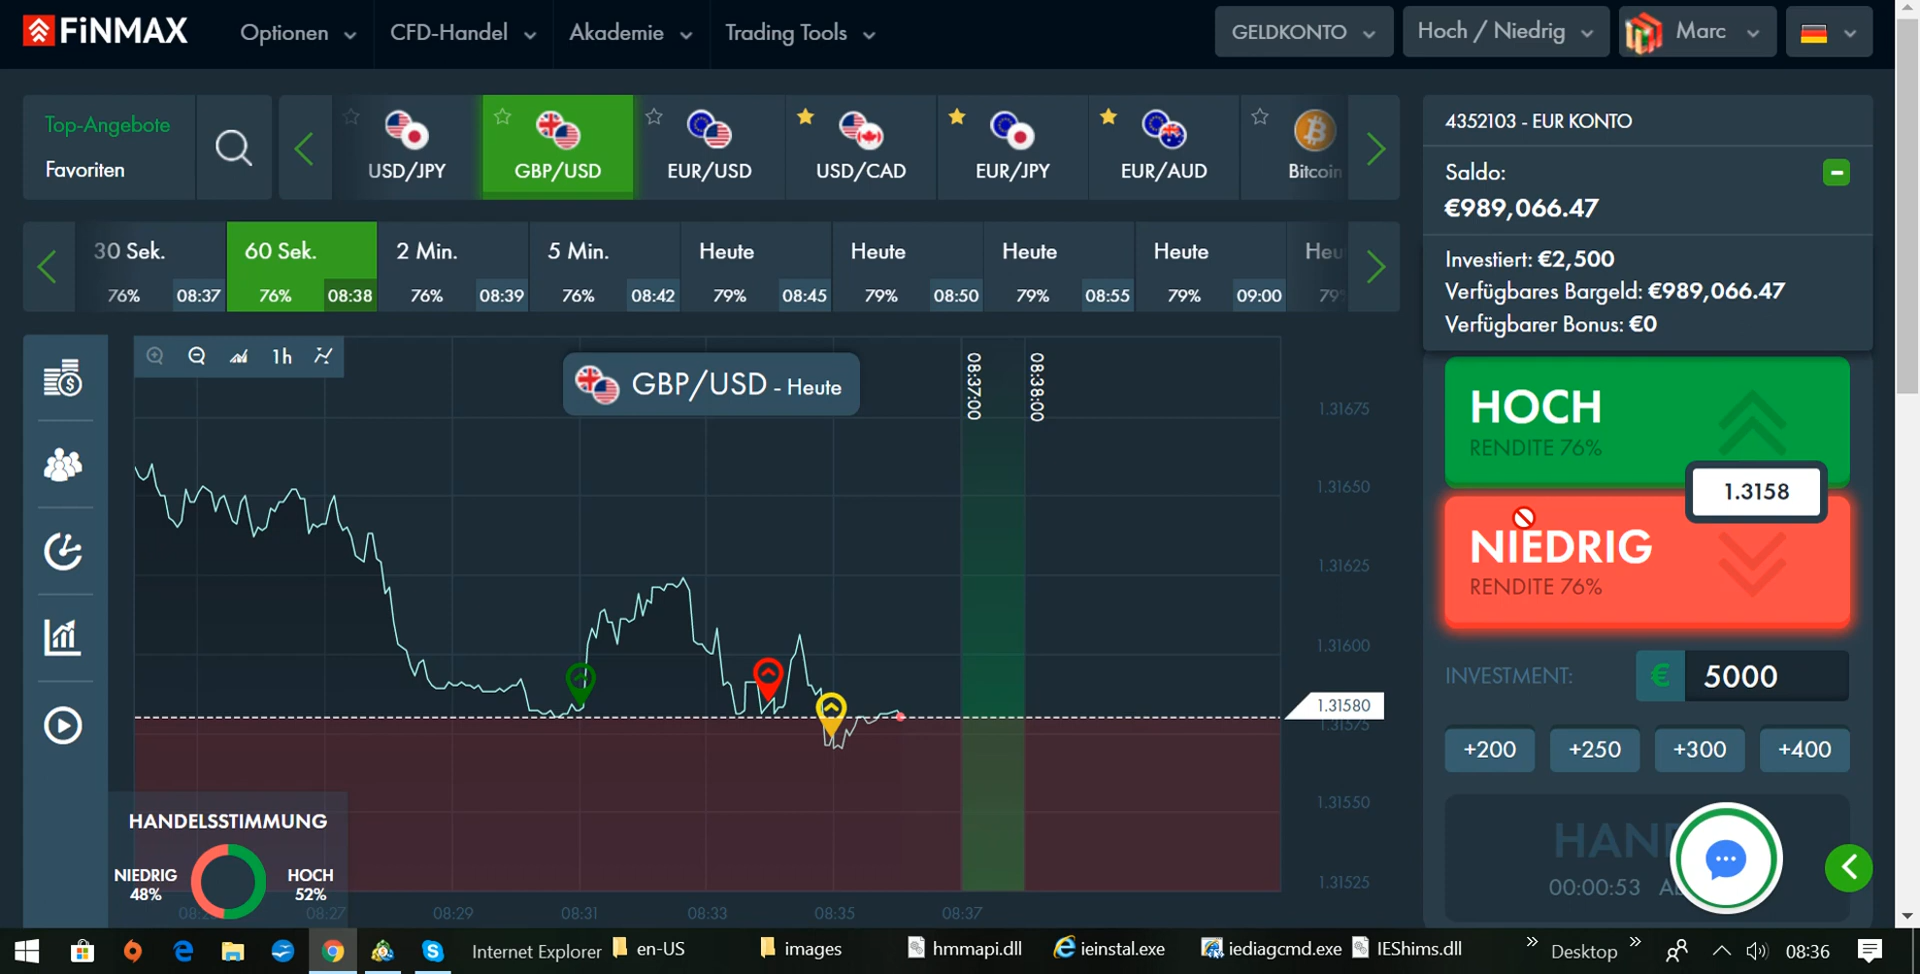 FiNMAX
Optionen
CFD-Handel
Akademie
Trading Tools
GELDKONTO
Hoch / Niedrig
Marc
Top-Angebote
Favoriten
USD/JPY
GBP/USD
EUR/USD
USD/CAD
EUR/JPY
EUR/AUD
Bitcoin
30 Sek.
76% 08:37
60 Sek.
76% 08:38
2 Min.
76% 08:39
5 Min.
76% 08:42
Heute
79% 08:45
Heute
79% 08:50
Heute
79% 08:55
Heute
79% 09:00
Heu
79
1h
GBP/USD - Heute
08:37:00
08:38:00
1.31675
1.31650
1.31625
1.31600
1.31580
1.31575
1.31550
1.31525
HANDELSSTIMMUNG
NIEDRIG
48%
HOCH
52%
08:27
08:29
08:31
08:33
08:35
08:37
4352103 - EUR KONTO
Saldo:
€989,066.47
Investiert: €2,500
Verfügbares Bargeld: €989,066.47
Verfügbarer Bonus: €0
HOCH
RENDITE 76%
1.3158
NIEDRIG
RENDITE 76%
INVESTMENT:
€ 5000
+200
+250
+300
+400
HAN
00:00:53
Internet Explorer
en-US
images
hmmapi.dll
ieinstal.exe
iediagcmd.exe
IEShims.dll
Desktop
08:36